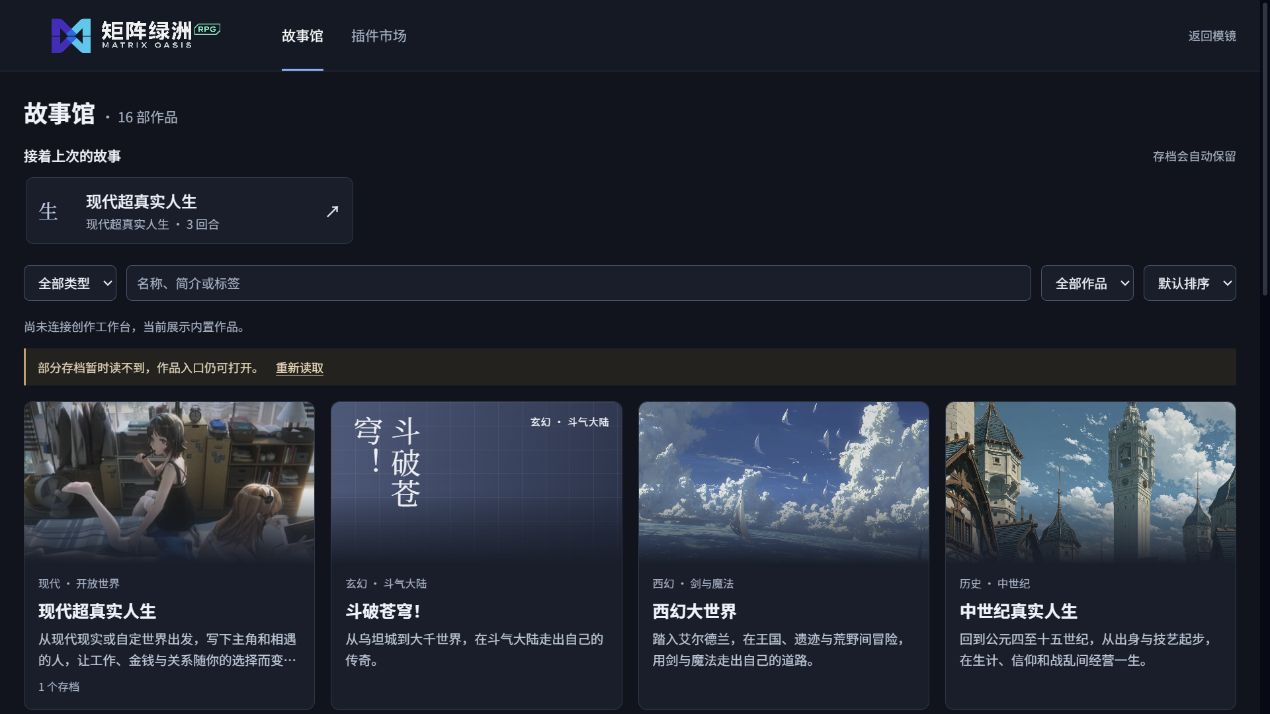 矩阵绿洲 RPG
MATRIX OASIS
故事馆
插件市场
返回模镜
故事馆 · 16 部作品
接着上次的故事
存档会自动保留
生
现代超真实人生
现代超真实人生 · 3 回合
全部类型
名称、简介或标签
全部作品
默认排序
尚未连接创作工作台，当前展示内置作品。
部分存档暂时读不到，作品入口仍可打开。 重新读取
现代 · 开放世界
现代超真实人生
从现代现实或自定世界出发，写下主角和相遇
的人，让工作、金钱与关系随你的选择而变…
1 个存档
斗破苍
穹！
玄幻 · 斗气大陆
玄幻 · 斗气大陆
斗破苍穹！
从乌坦城到大千世界，在斗气大陆走出自己的
传奇。
西幻 · 剑与魔法
西幻大世界
踏入艾尔德兰，在王国、遗迹与荒野间冒险，
用剑与魔法走出自己的道路。
历史 · 中世纪
中世纪真实人生
回到公元四至十五世纪，从出身与技艺起步，
在生计、信仰和战乱间经营一生。